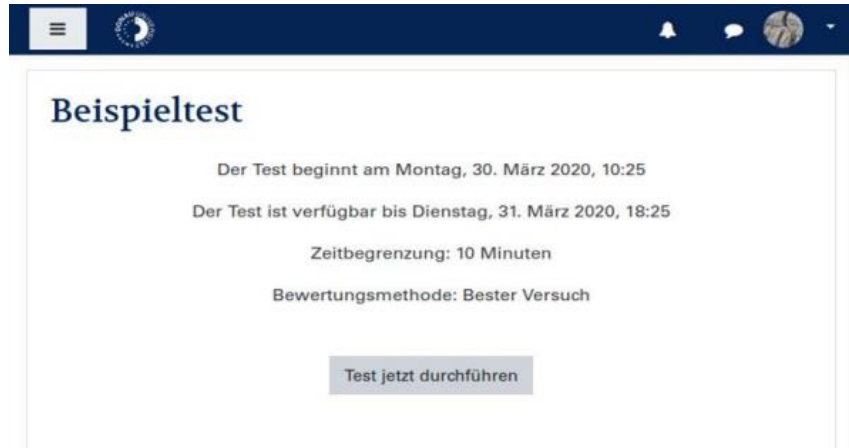 Beispieltest
Der Test beginnt am Montag, 30. März 2020, 10:25
Der Test ist verfügbar bis Dienstag, 31. März 2020, 18:25
Zeitbegrenzung: 10 Minuten
Bewertungsmethode: Bester Versuch
Test jetzt durchführen